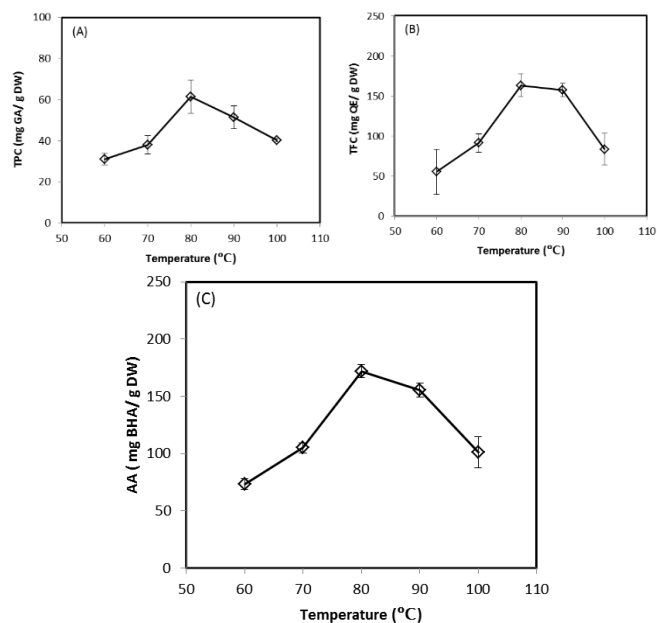 (A)
TPC (mg GA/ g DW)
100
80
60
40
20
0
50 60 70 80 90 100 110
Temperature (°C)
(B)
TFC (mg QE/ g DW)
250
200
150
100
50
0
50 60 70 80 90 100 110
Temperature (°C)
(C)
AA ( mg BHA/ g DW)
250
200
150
100
50
0
50 60 70 80 90 100 110
Temperature (°C)